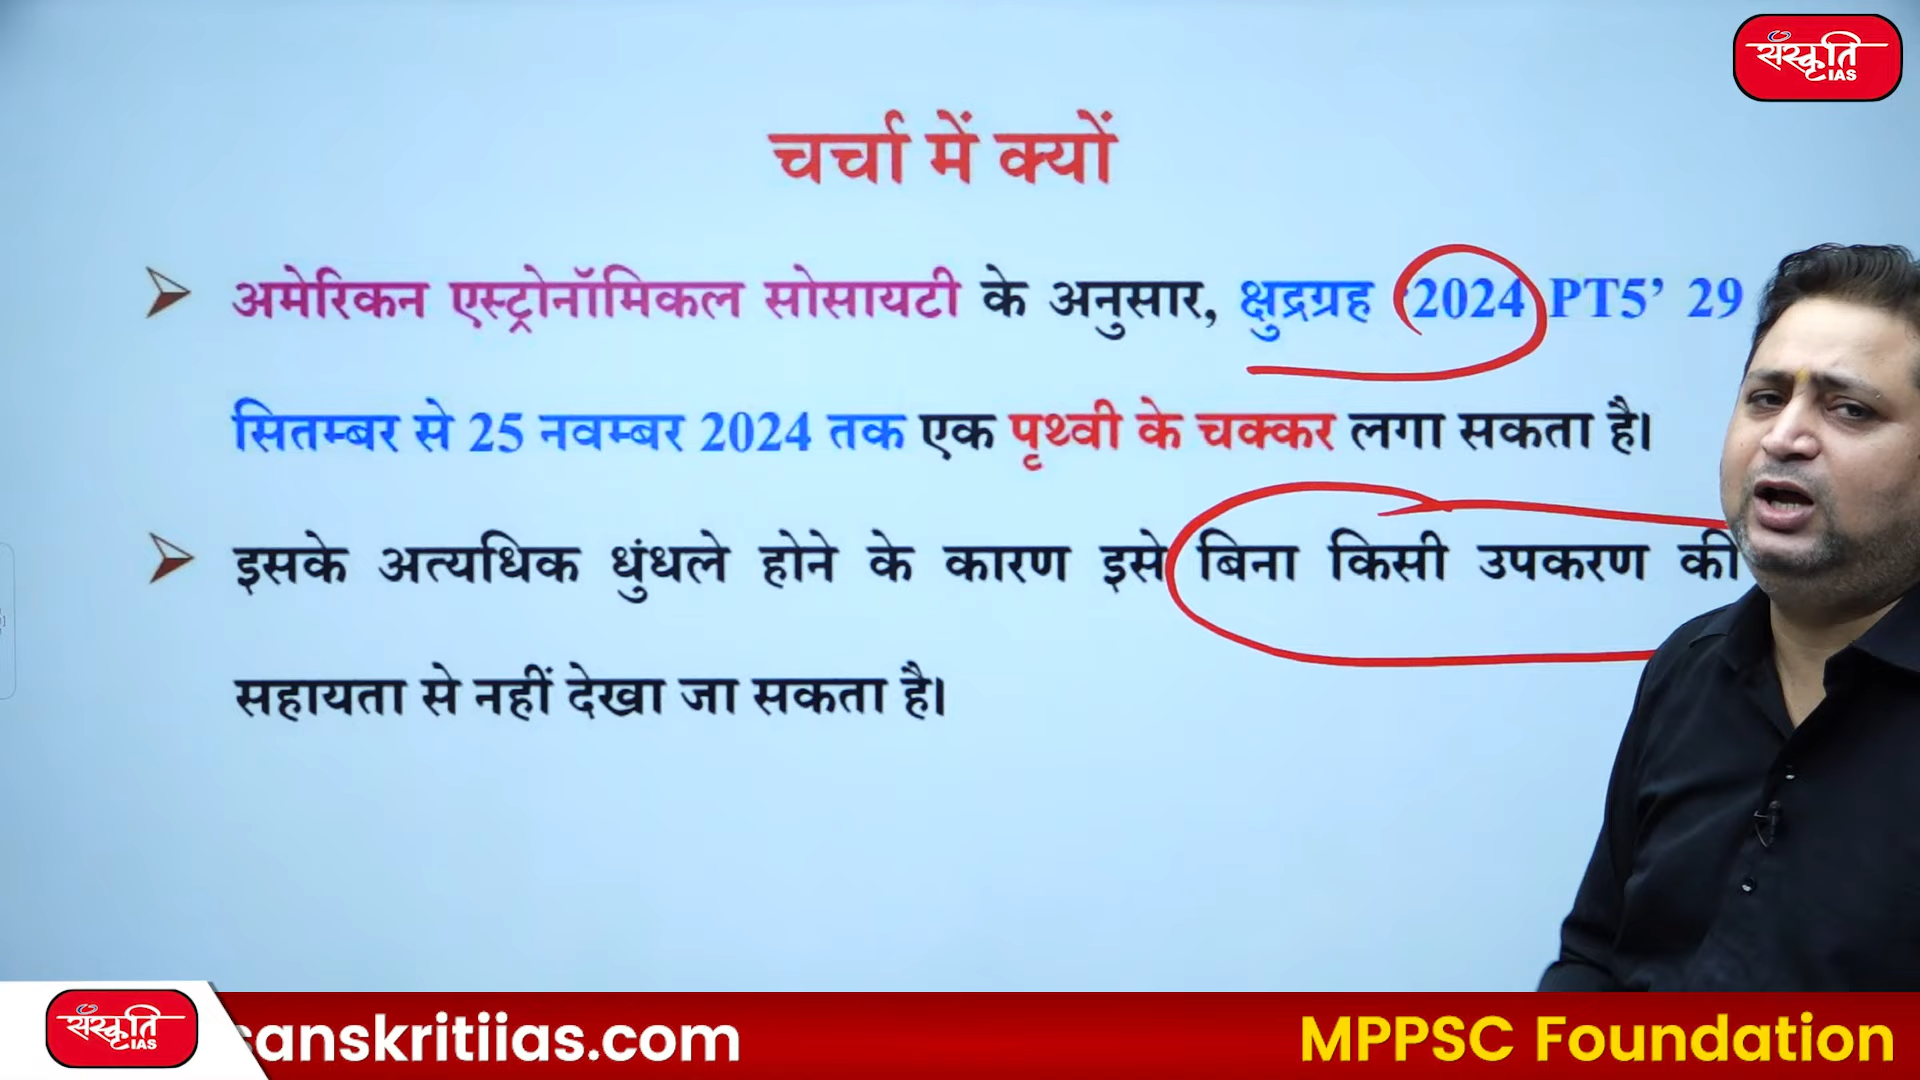 संस्कृति
IAS
चर्चा में क्यों
अमेरिकन एस्ट्रोनॉमिकल सोसायटी के अनुसार, क्षुद्रग्रह ‘2024 PT5’ 29
सितम्बर से 25 नवम्बर 2024 तक एक पृथ्वी के चक्कर लगा सकता है।
इसके अत्यधिक धुंधले होने के कारण इसे बिना किसी उपकरण की
सहायता से नहीं देखा जा सकता है।
संस्कृति
IAS
sanskritiias.com
MPPSC Foundation